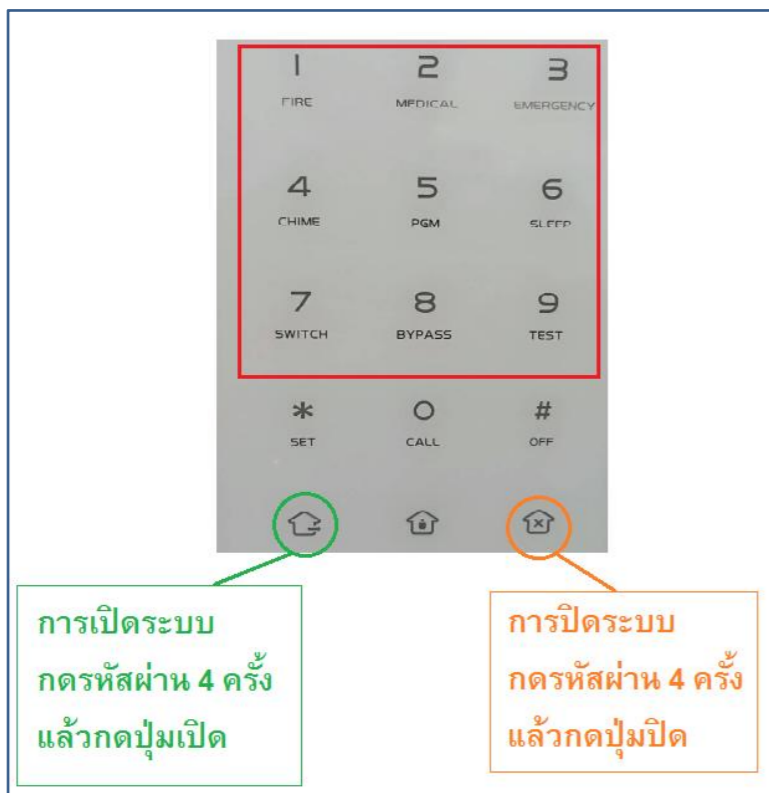 1 2 3
FIRE MEDICAL EMERGENCY
4 5 6
CHIME PGM SLEEP
7 8 9
SWITCH BYPASS TEST
* 0 #
SET CALL OFF
การเปิดระบบ
กดรหัสผ่าน 4 ครั้ง
แล้วกดปุ่มเปิด
การปิดระบบ
กดรหัสผ่าน 4 ครั้ง
แล้วกดปุ่มปิด